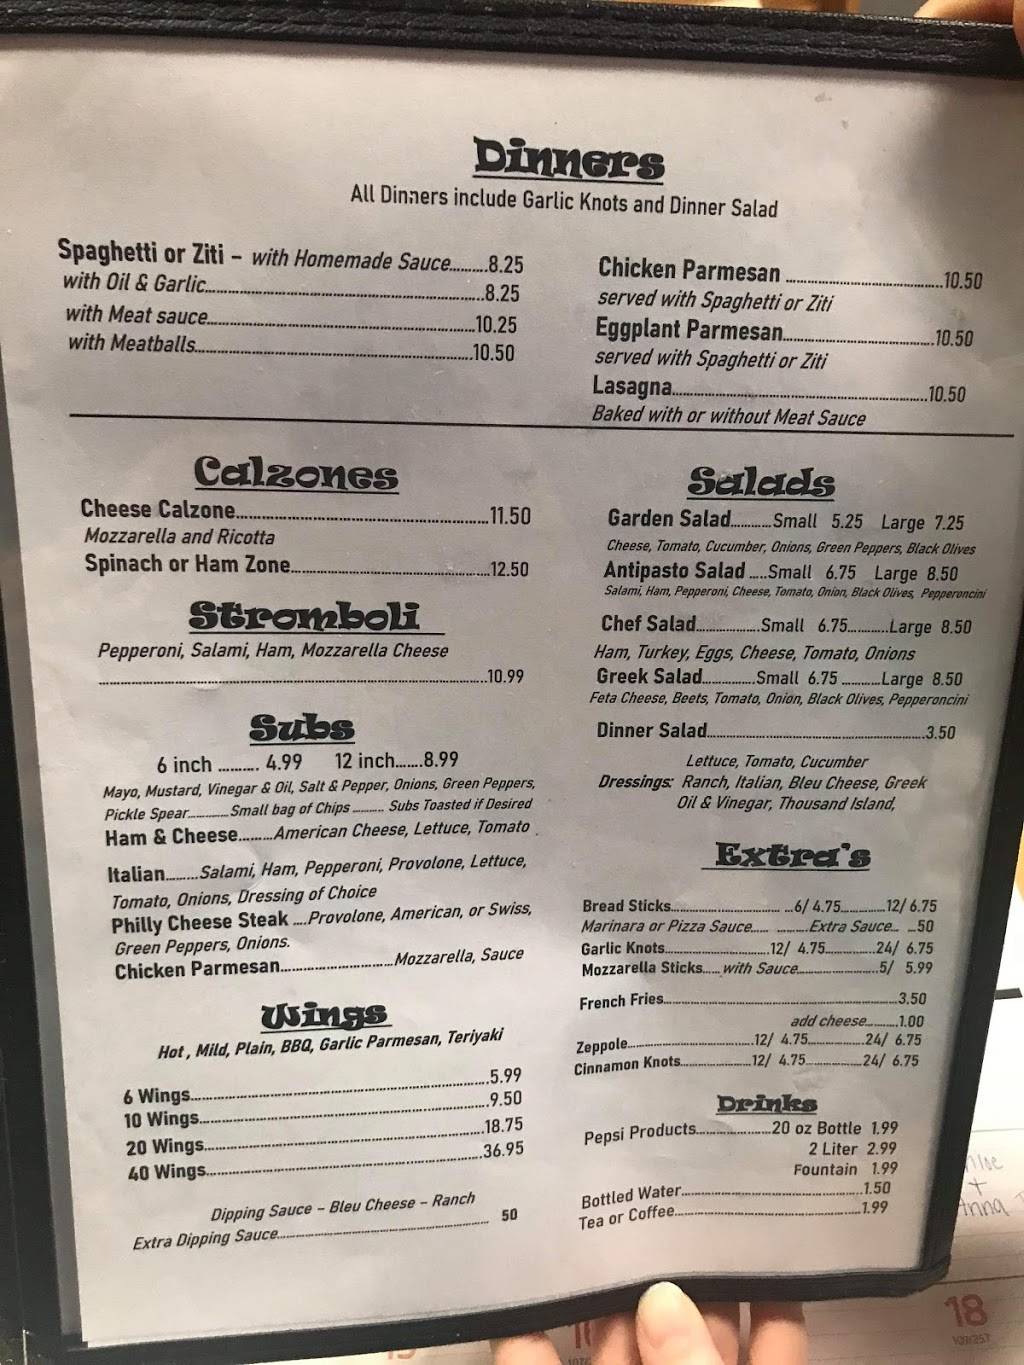 Dinners
All Dinners include Garlic Knots and Dinner Salad
Spaghetti or Ziti – with Homemade Sauce..........8.25
with Oil & Garlic..........8.25
with Meat sauce..........10.25
with Meatballs..........10.50
Chicken Parmesan ..........10.50
served with Spaghetti or Ziti
Eggplant Parmesan..........10.50
served with Spaghetti or Ziti
Lasagna..........10.50
Baked with or without Meat Sauce
Calzones
Cheese Calzone..........11.50
Mozzarella and Ricotta
Spinach or Ham Zone..........12.50
Stromboli
Pepperoni, Salami, Ham, Mozzarella Cheese
..........10.99
Subs
6 inch .......... 4.99 12 inch.......8.99
Mayo, Mustard, Vinegar & Oil, Salt & Pepper, Onions, Green Peppers,
Pickle Spear..........Small bag of Chips .......... Subs Toasted if Desired
Ham & Cheese.........American Cheese, Lettuce, Tomato .
Italian.........Salami, Ham, Pepperoni, Provolone, Lettuce,
Tomato, Onions, Dressing of Choice
Philly Cheese Steak ....Provolone, American, or Swiss,
Green Peppers, Onions.
Chicken Parmesan..........Mozzarella, Sauce
Wings
Hot , Mild, Plain, BBQ, Garlic Parmesan, Teriyaki
6 Wings..........5.99
10 Wings..........9.50
20 Wings..........18.75
40 Wings..........36.95
Dipping Sauce – Bleu Cheese – Ranch
Extra Dipping Sauce.......... 50
Salads
Garden Salad..........Small 5.25 Large 7.25
Cheese, Tomato, Cucumber, Onions, Green Peppers, Black Olives
Antipasto Salad .....Small 6.75 Large 8.50
Salami, Ham, Pepperoni, Cheese, Tomato, Onion, Black Olives, Pepperoncini
Chef Salad..........Small 6.75..........Large 8.50
Ham, Turkey, Eggs, Cheese, Tomato, Onions
Greek Salad..........Small 6.75 ..........Large 8.50
Feta Cheese, Beets, Tomato, Onion, Black Olives, Pepperoncini
Dinner Salad..........3.50
Lettuce, Tomato, Cucumber
Dressings: Ranch, Italian, Bleu Cheese, Greek
Oil & Vinegar, Thousand Island,
Extra's
Bread Sticks.......... ...6/ 4.75..........12/ 6.75
Marinara or Pizza Sauce..... ..........Extra Sauce... ...50
Garlic Knots..........12/ 4.75..........24/ 6.75
Mozzarella Sticks.....with Sauce..........5/ 5.99
French Fries..........3.50
add cheese..........1.00
Zeppole..........12/ 4.75..........24/ 6.75
Cinnamon Knots..........12/ 4.75..........24/ 6.75
Drinks
Pepsi Products..........20 oz Bottle 1.99
2 Liter 2.99
Fountain 1.99
Bottled Water..........1.50
Tea or Coffee..........1.99
+
Anna
18